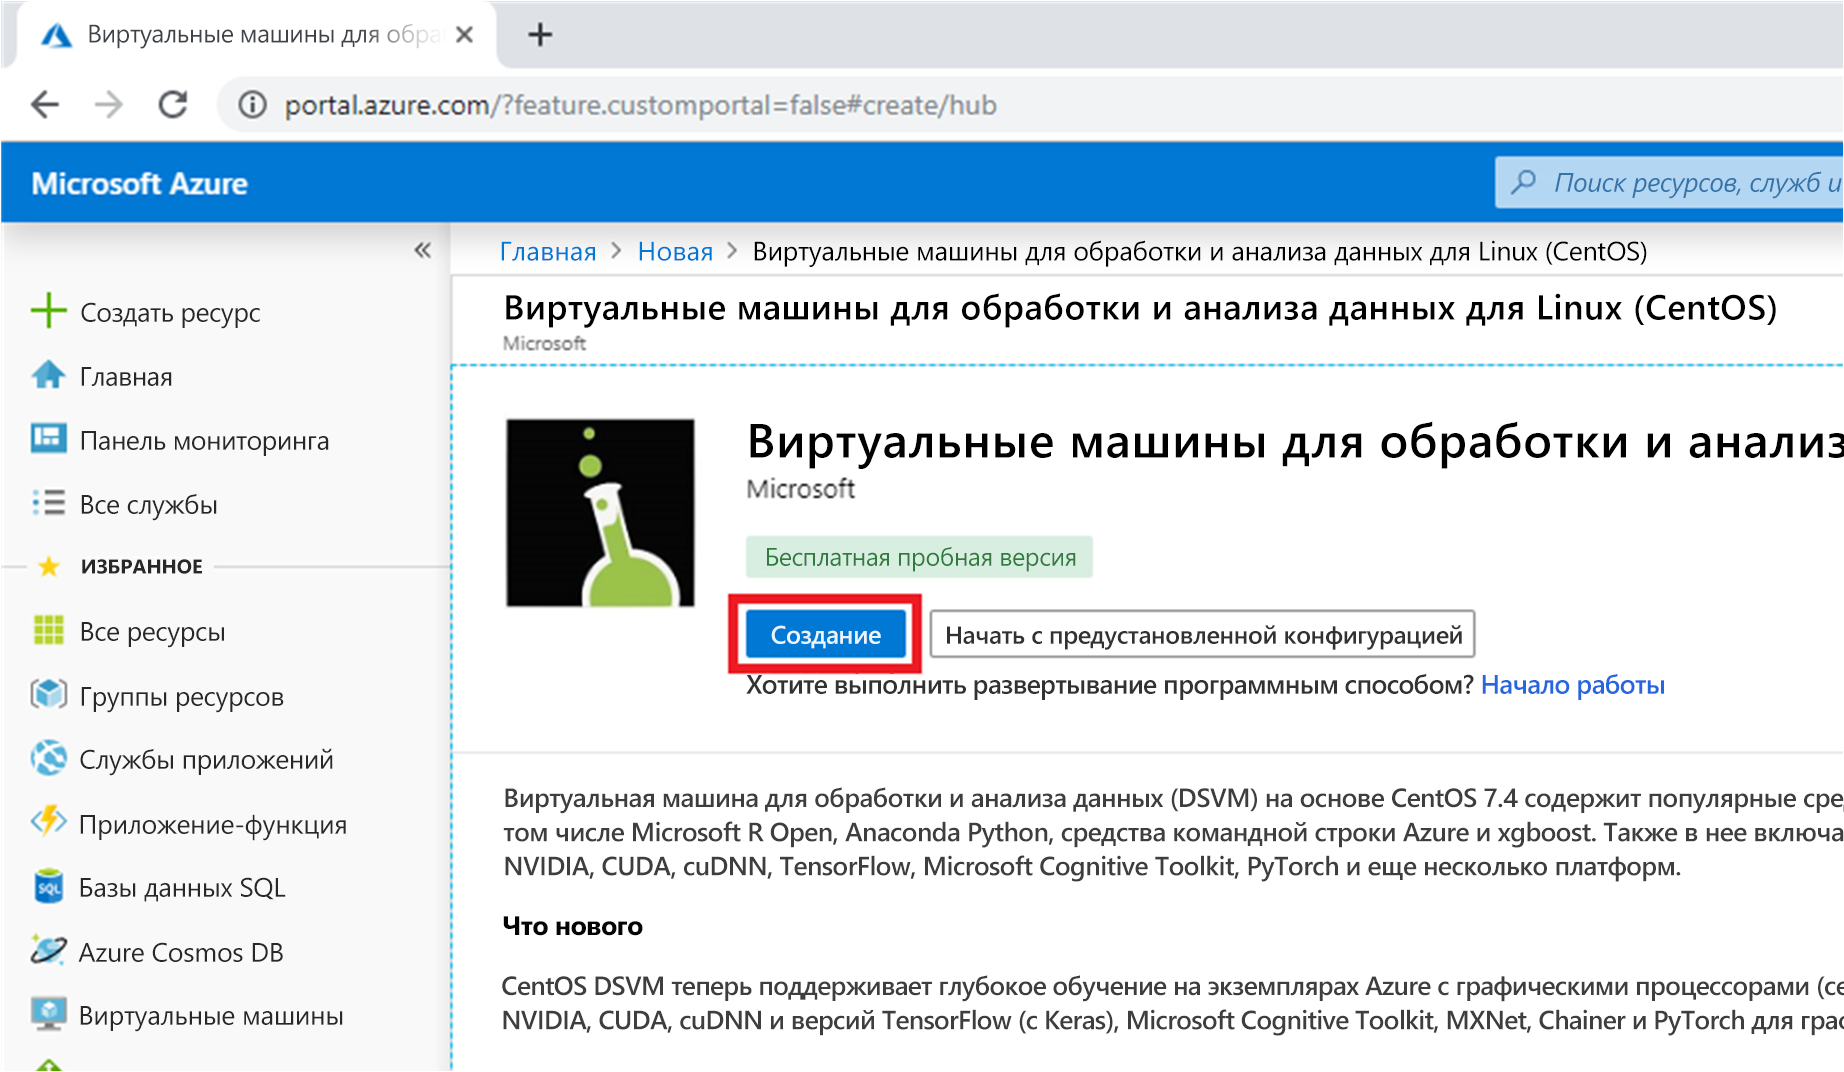 Виртуальные машины для обра
portal.azure.com/?feature.customportal=false#create/hub
Microsoft Azure
Поиск ресурсов, служб и
Главная > Новая > Виртуальные машины для обработки и анализа данных для Linux (CentOS)
Виртуальные машины для обработки и анализа данных для Linux (CentOS)
Microsoft
Создать ресурс
Главная
Панель мониторинга
Все службы
ИЗБРАННОЕ
Все ресурсы
Группы ресурсов
Службы приложений
Приложение-функция
SQL
Базы данных SQL
Azure Cosmos DB
Виртуальные машины
Виртуальные машины для обработки и анализ
Microsoft
Бесплатная пробная версия
Создание
Начать с предустановленной конфигурацией
Хотите выполнить развертывание программным способом? Начало работы
Виртуальная машина для обработки и анализа данных (DSVM) на основе CentOS 7.4 содержит популярные сре
том числе Microsoft R Open, Anaconda Python, средства командной строки Azure и xgboost. Также в нее включа
NVIDIA, CUDA, cuDNN, TensorFlow, Microsoft Cognitive Toolkit, PyTorch и еще несколько платформ.
Что нового
CentOS DSVM теперь поддерживает глубокое обучение на экземплярах Azure с графическими процессорами (се
NVIDIA, CUDA, cuDNN и версий TensorFlow (с Keras), Microsoft Cognitive Toolkit, MXNet, Chainer и PyTorch для грас